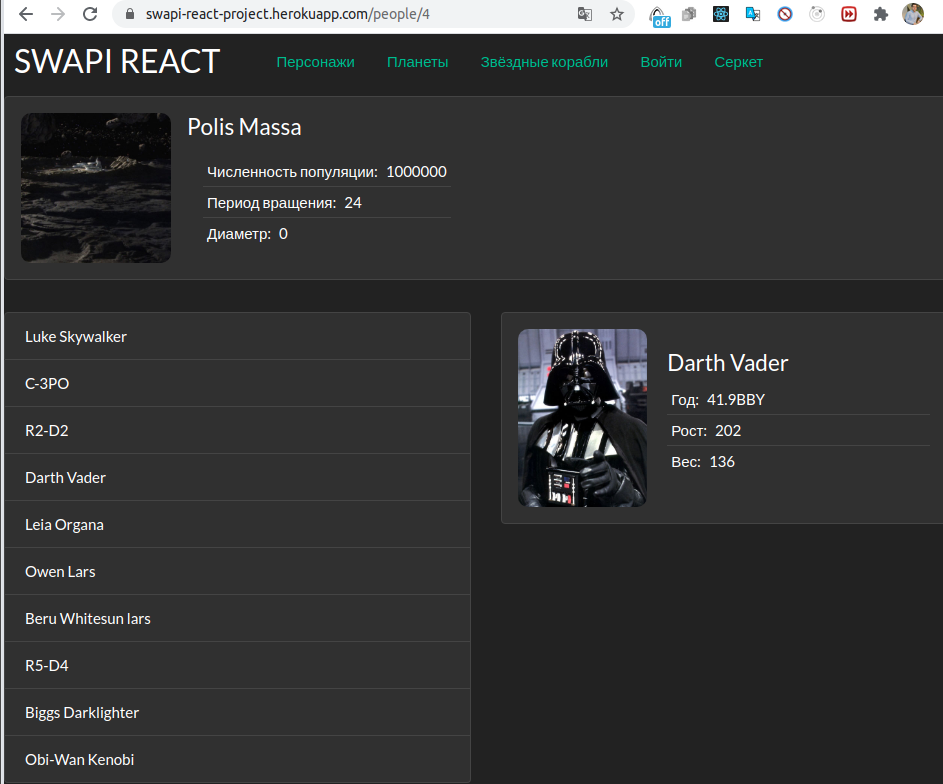 swapi-react-project.herokuapp.com/people/4
off
SWAPI REACT
Персонажи
Планеты
Звёздные корабли
Войти
Серкет
Polis Massa
Численность популяции: 1000000
Период вращения: 24
Диаметр: 0
Luke Skywalker
C-3PO
R2-D2
Darth Vader
Leia Organa
Owen Lars
Beru Whitesun lars
R5-D4
Biggs Darklighter
Obi-Wan Kenobi
Darth Vader
Год: 41.9BBY
Рост: 202
Вес: 136